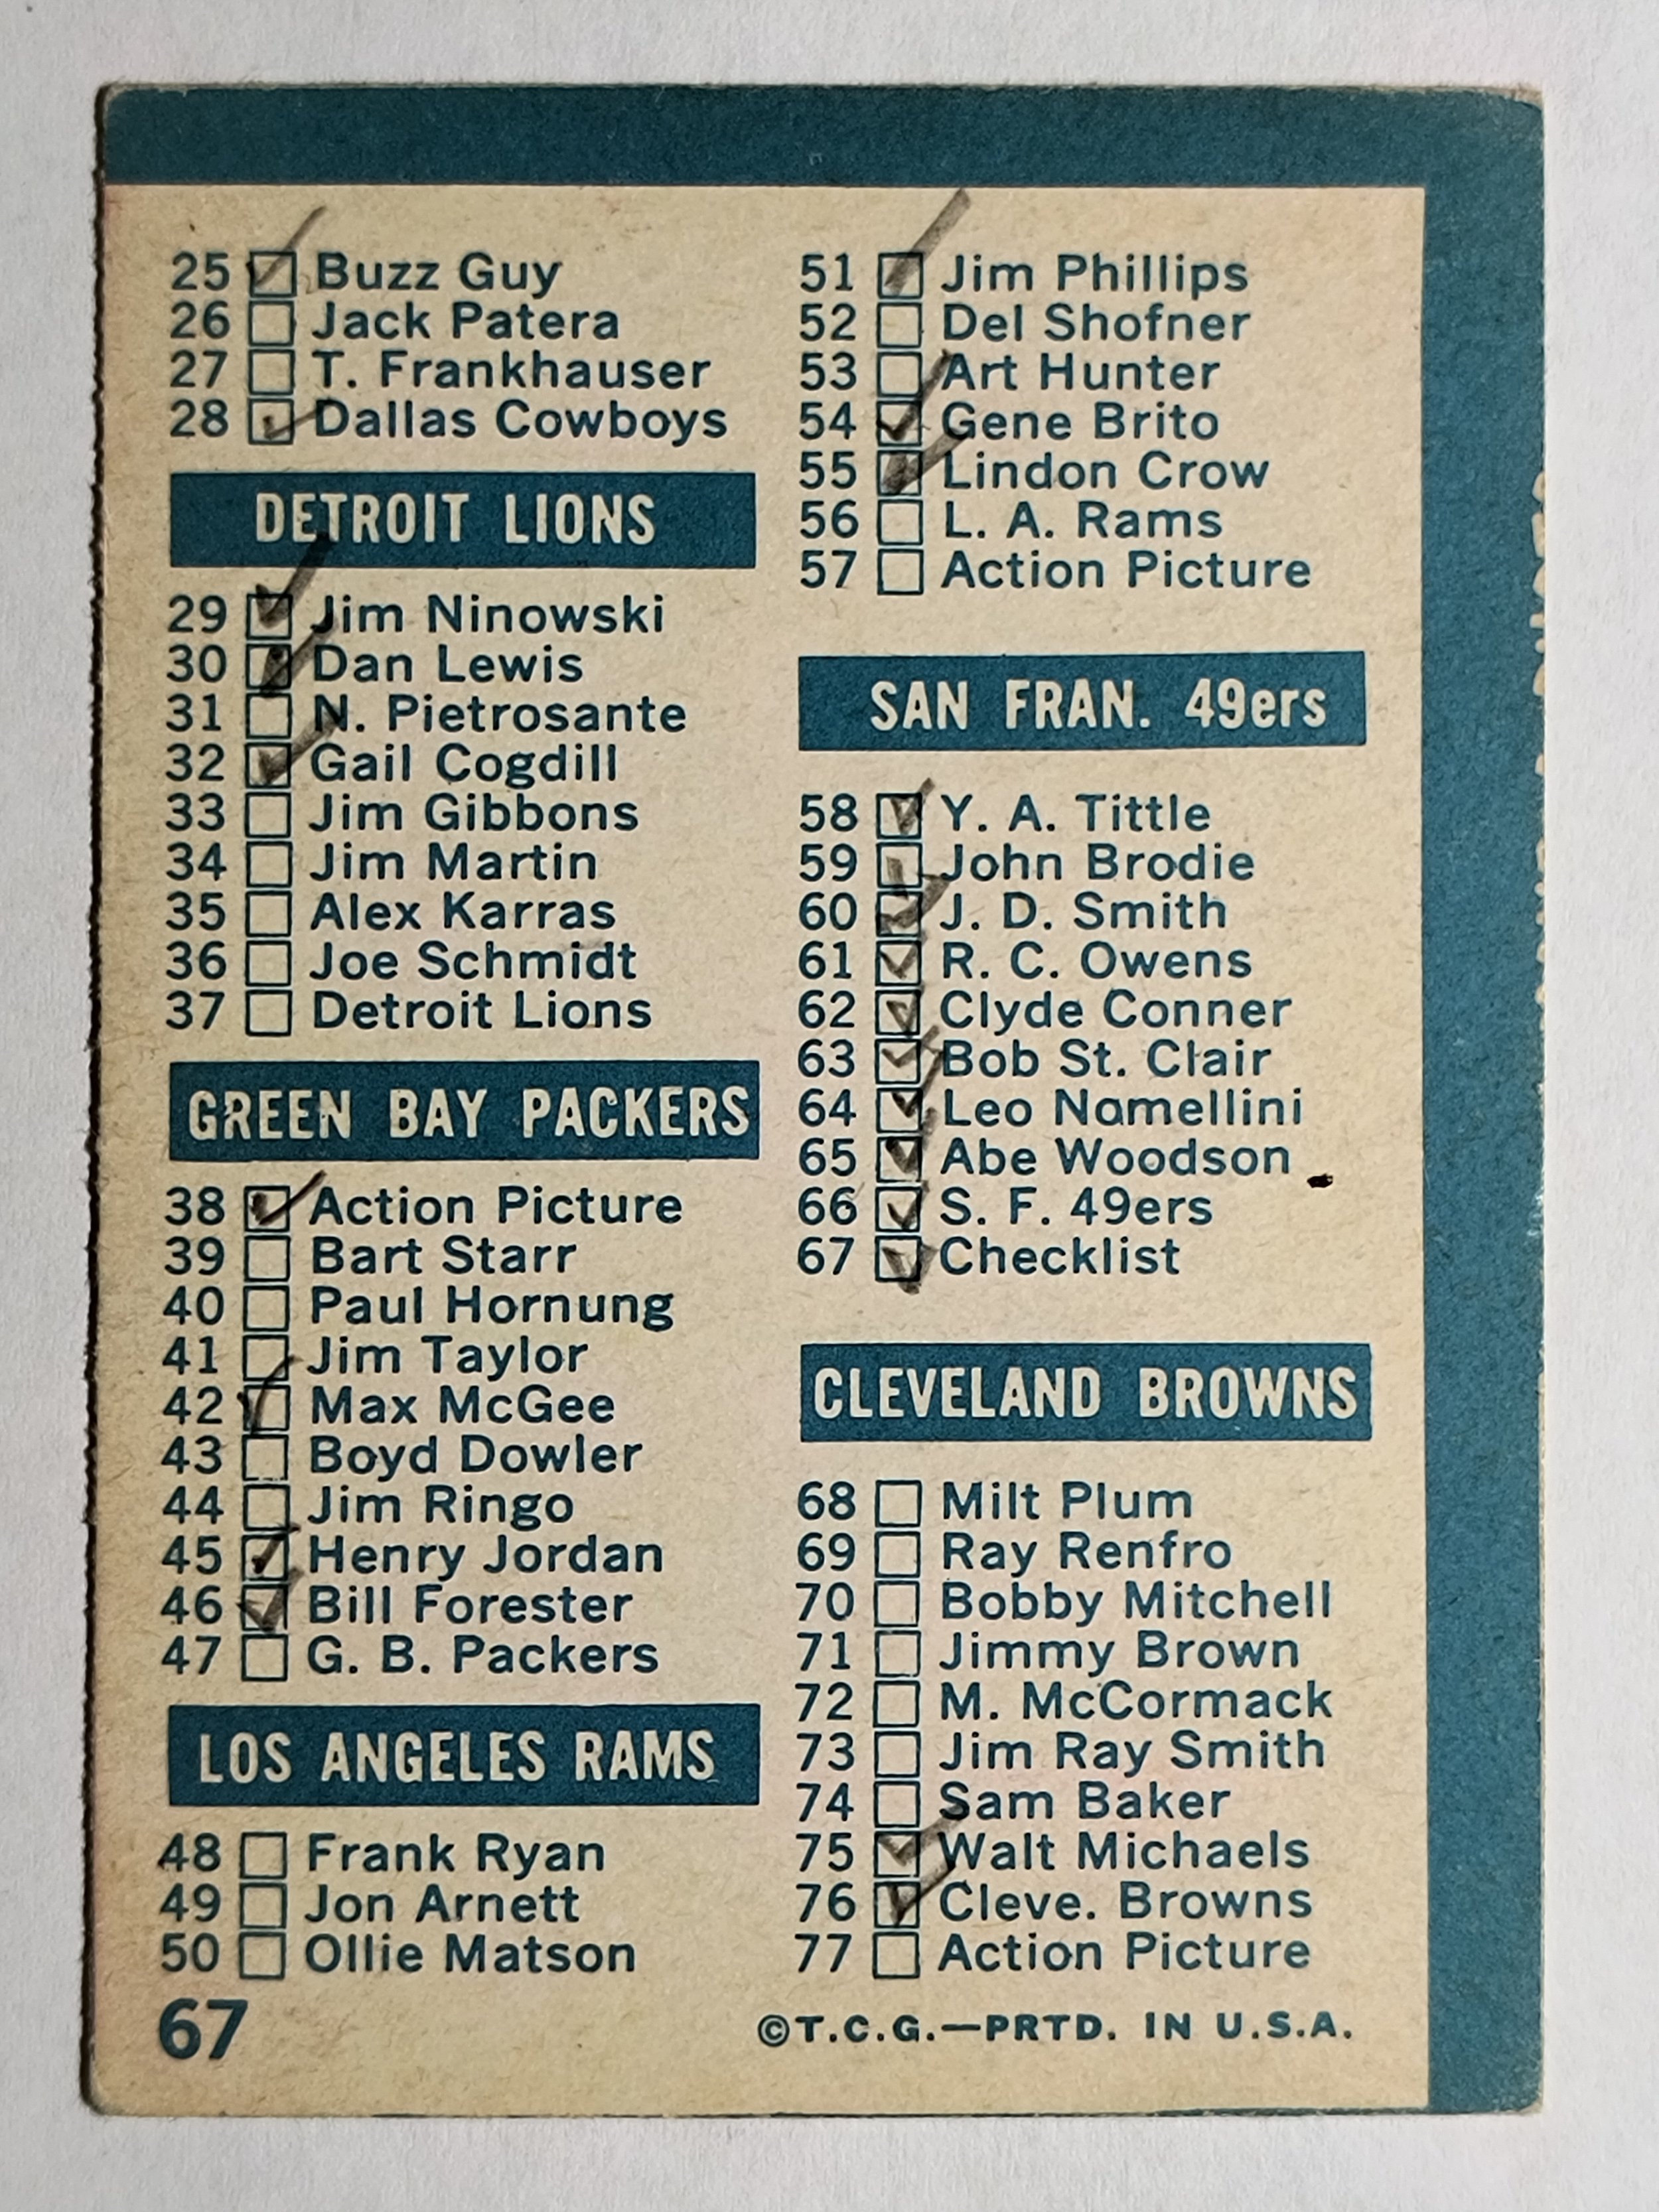 25 Buzz Guy
26 Jack Patera
27 T. Frankhauser
28 Dallas Cowboys
DETROIT LIONS
29 Jim Ninowski
30 Dan Lewis
31 N. Pietrosante
32 Gail Cogdill
33 Jim Gibbons
34 Jim Martin
35 Alex Karras
36 Joe Schmidt
37 Detroit Lions
GREEN BAY PACKERS
38 Action Picture
39 Bart Starr
40 Paul Hornung
41 Jim Taylor
42 Max McGee
43 Boyd Dowler
44 Jim Ringo
45 Henry Jordan
46 Bill Forester
47 G. B. Packers
LOS ANGELES RAMS
48 Frank Ryan
49 Jon Arnett
50 Ollie Matson
51 Jim Phillips
52 Del Shofner
53 Art Hunter
54 Gene Brito
55 Lindon Crow
56 L. A. Rams
57 Action Picture
SAN FRAN. 49ers
58 Y. A. Tittle
59 John Brodie
60 J. D. Smith
61 R. C. Owens
62 Clyde Conner
63 Bob St. Clair
64 Leo Nomellini
65 Abe Woodson
66 S. F. 49ers
67 Checklist
CLEVELAND BROWNS
68 Milt Plum
69 Ray Renfro
70 Bobby Mitchell
71 Jimmy Brown
72 M. McCormack
73 Jim Ray Smith
74 Sam Baker
75 Walt Michaels
76 Cleve. Browns
77 Action Picture
67
©T.C.G.—PRTD. IN U.S.A.